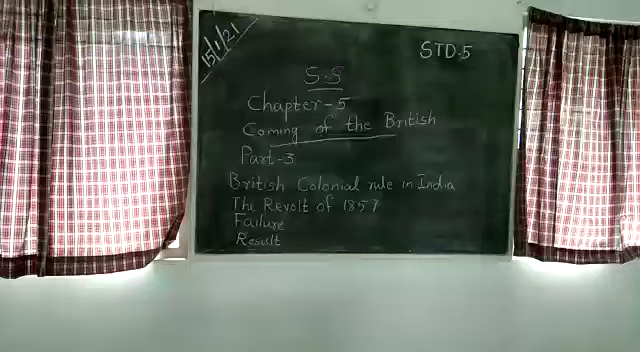 15/1/21
STD-5
S.S
Chapter-5
Coming of the British
Part-3
British Colonial rule in India
The Revolt of 1857
Failure
Result